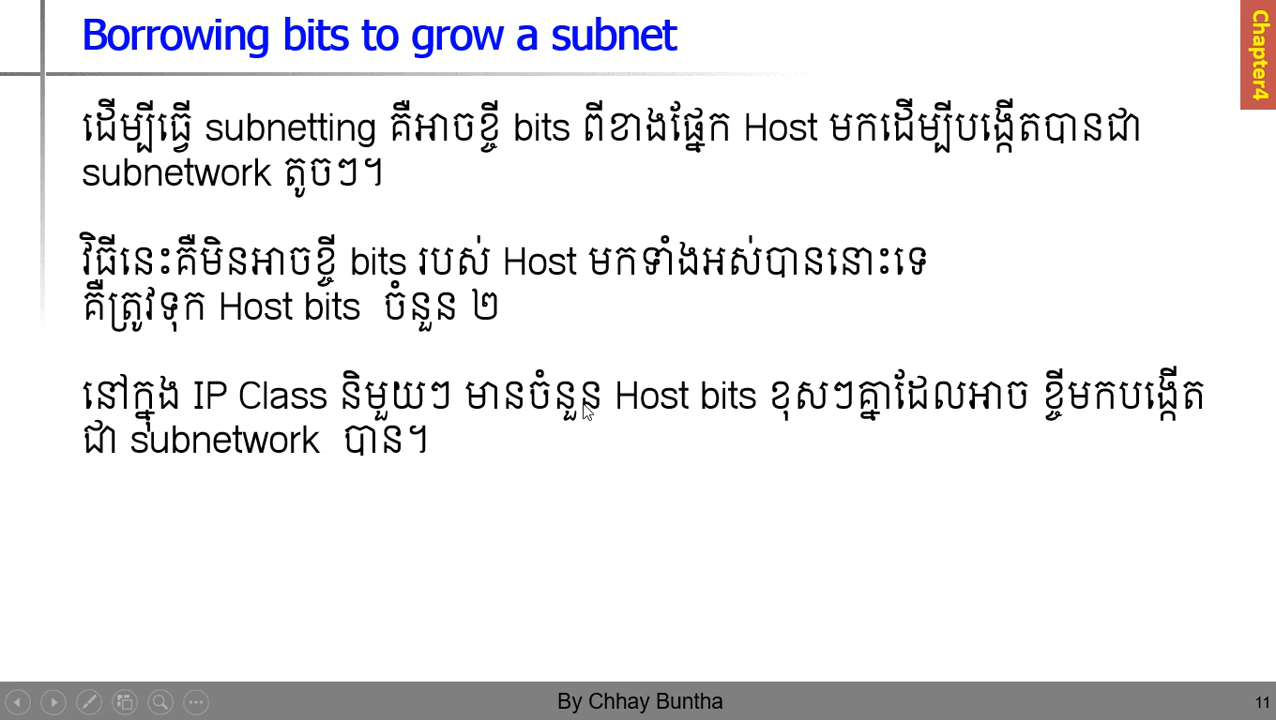 Borrowing bits to grow a subnet
Chapter4
ដើម្បីធ្វើ subnetting គឺអាចខ្ចី bits ពីខាងផ្នែក Host មកដើម្បីបង្កើតបានជា
subnetwork តូចៗ។
វិធីនេះគឺមិនអាចខ្ចី bits របស់ Host មកទាំងអស់បាននោះទេ
គឺត្រូវទុក Host bits ចំនួន ២
នៅក្នុង IP Class និមួយៗ មានចំនួន Host bits ខុសៗគ្នាដែលអាច ខ្ចីមកបង្កើត
ជា subnetwork បាន។
By Chhay Buntha
11